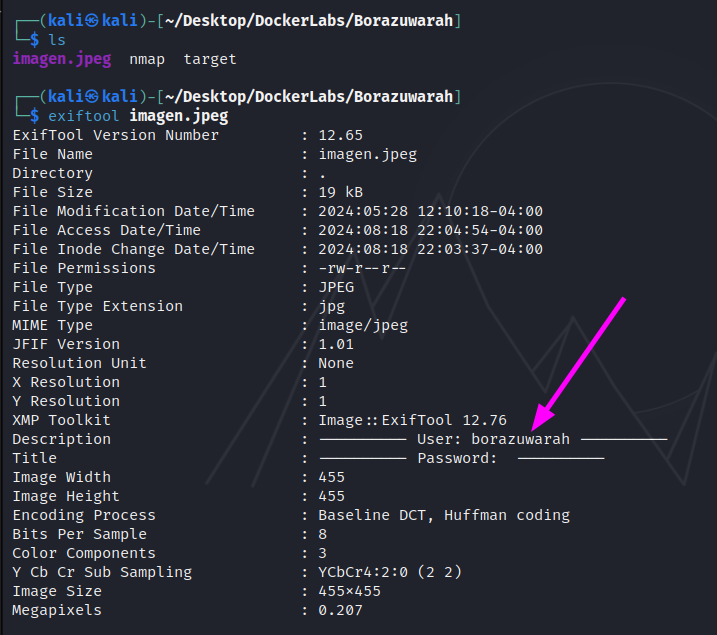 ┌──(kali㉿kali)-[~/Desktop/DockerLabs/Borazuwarah]
└─$ ls
imagen.jpeg  nmap  target
┌──(kali㉿kali)-[~/Desktop/DockerLabs/Borazuwarah]
└─$ exiftool imagen.jpeg
ExifTool Version Number         : 12.65
File Name                       : imagen.jpeg
Directory                       : .
File Size                       : 19 kB
File Modification Date/Time     : 2024:05:28 12:10:18-04:00
File Access Date/Time           : 2024:08:18 22:04:54-04:00
File Inode Change Date/Time     : 2024:08:18 22:03:37-04:00
File Permissions                : -rw-r--r--
File Type                       : JPEG
File Type Extension             : jpg
MIME Type                       : image/jpeg
JFIF Version                    : 1.01
Resolution Unit                 : None
X Resolution                    : 1
Y Resolution                    : 1
XMP Toolkit                     : Image::ExifTool 12.76
Description                     : ---------- User: borazuwarah ----------
Title                           : ---------- Password:  ----------
Image Width                     : 455
Image Height                    : 455
Encoding Process                : Baseline DCT, Huffman coding
Bits Per Sample                 : 8
Color Components                : 3
Y Cb Cr Sub Sampling            : YCbCr4:2:0 (2 2)
Image Size                      : 455×455
Megapixels                      : 0.207